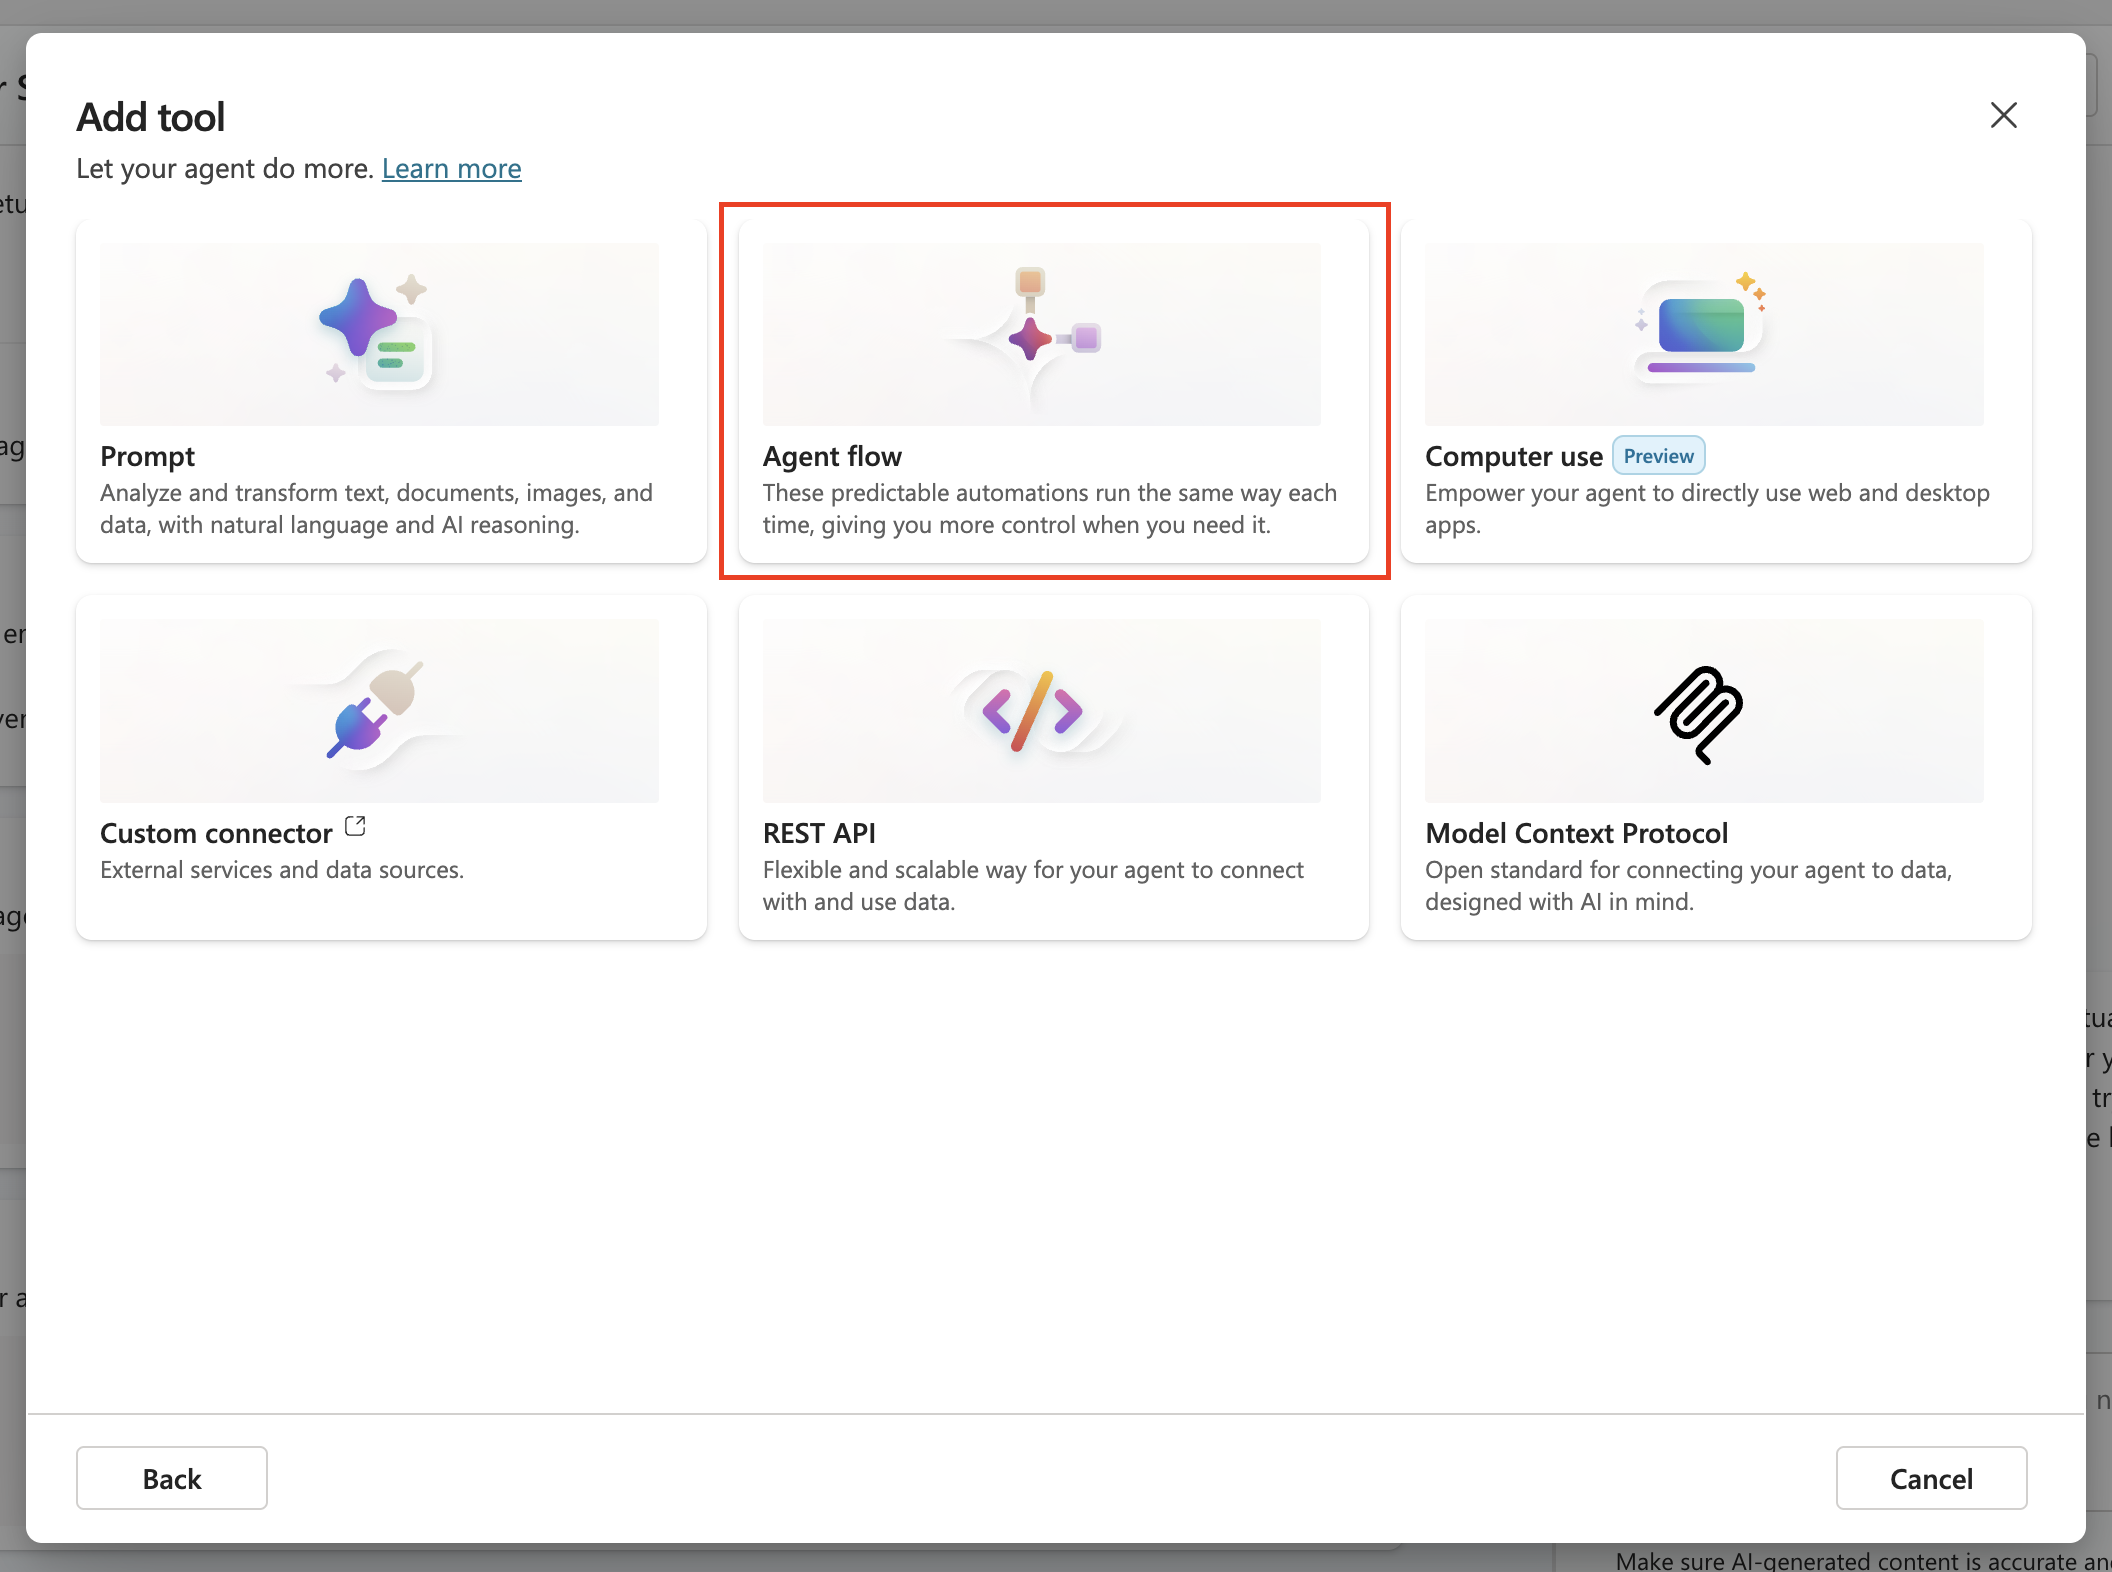 Add tool
Let your agent do more. Learn more
Prompt
Analyze and transform text, documents, images, and
data, with natural language and AI reasoning.
Agent flow
These predictable automations run the same way each
time, giving you more control when you need it.
Computer use Preview
Empower your agent to directly use web and desktop
apps.
Custom connector
External services and data sources.
REST API
Flexible and scalable way for your agent to connect
with and use data.
Model Context Protocol
Open standard for connecting your agent to data,
designed with AI in mind.
Back
Cancel
Make sure AI-generated content is accurate